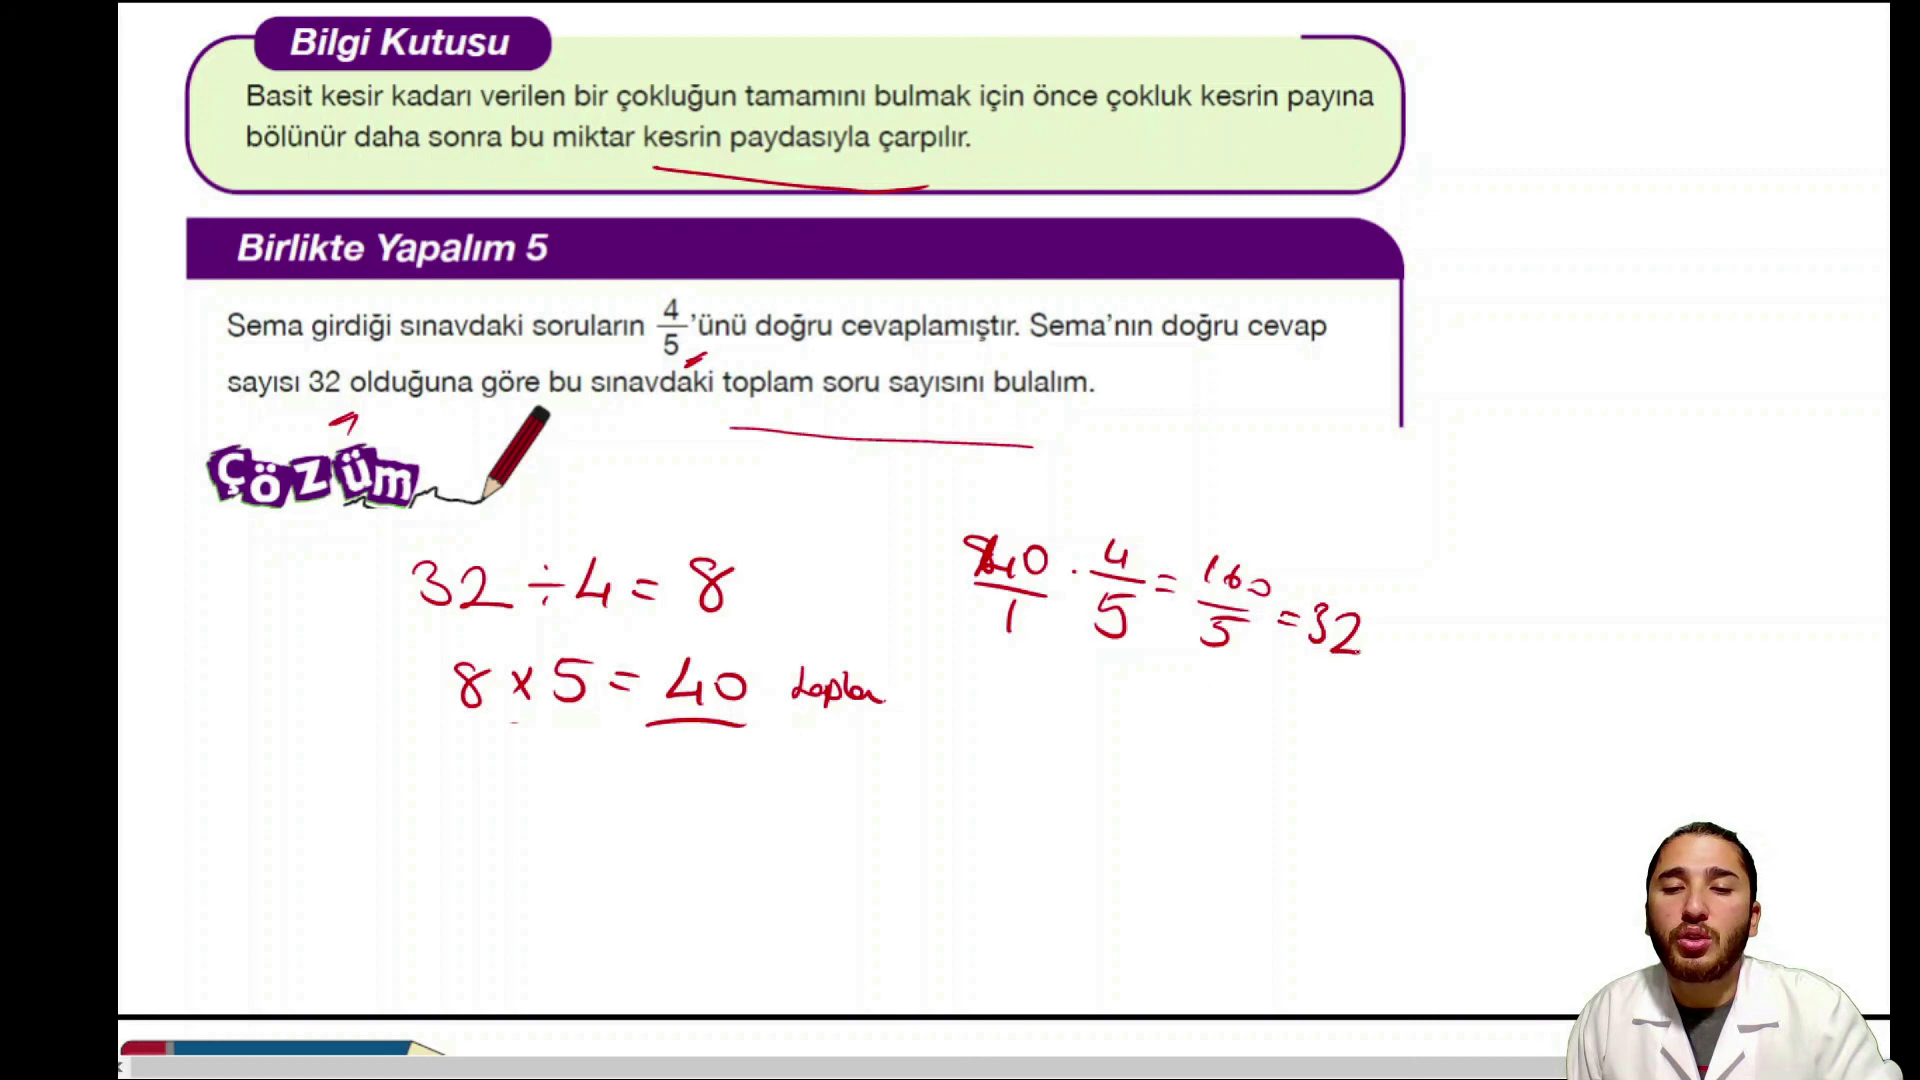 Bilgi Kutusu
Basit kesir kadarı verilen bir çokluğun tamamını bulmak için önce çokluk kesrin payına
bölünür daha sonra bu miktar kesrin paydasıyla çarpılır.
Birlikte Yapalım 5
Sema girdiği sınavdaki soruların 4/5'ünü doğru cevaplamıştır. Sema'nın doğru cevap
sayısı 32 olduğuna göre bu sınavdaki toplam soru sayısını bulalım.
Çözüm
32 ÷ 4 = 8
8 x 5 = 40
40/1 · 4/5 = 160/5 = 32